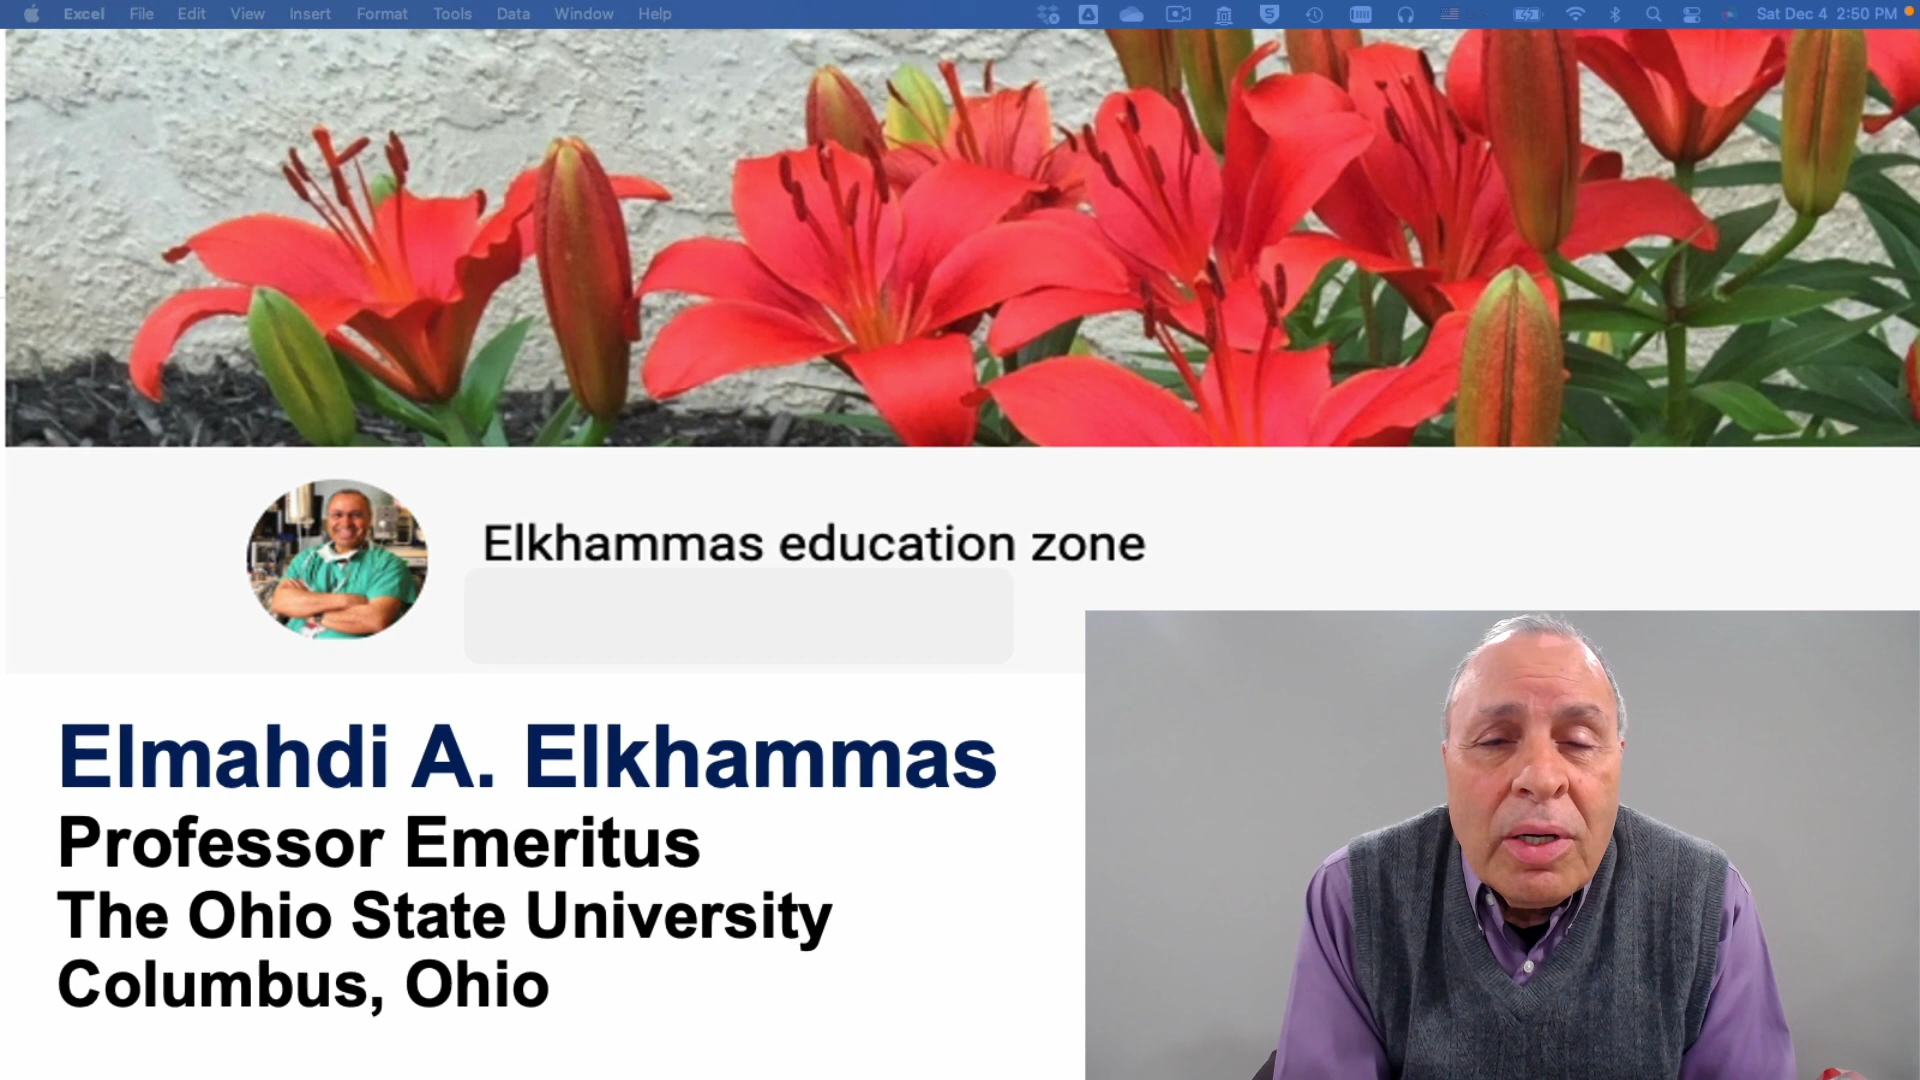 Excel File Edit View Insert Format Tools Data Window Help Sat Dec 4 2:50 PM
Elkhammas education zone
Elmahdi A. Elkhammas
Professor Emeritus
The Ohio State University
Columbus, Ohio